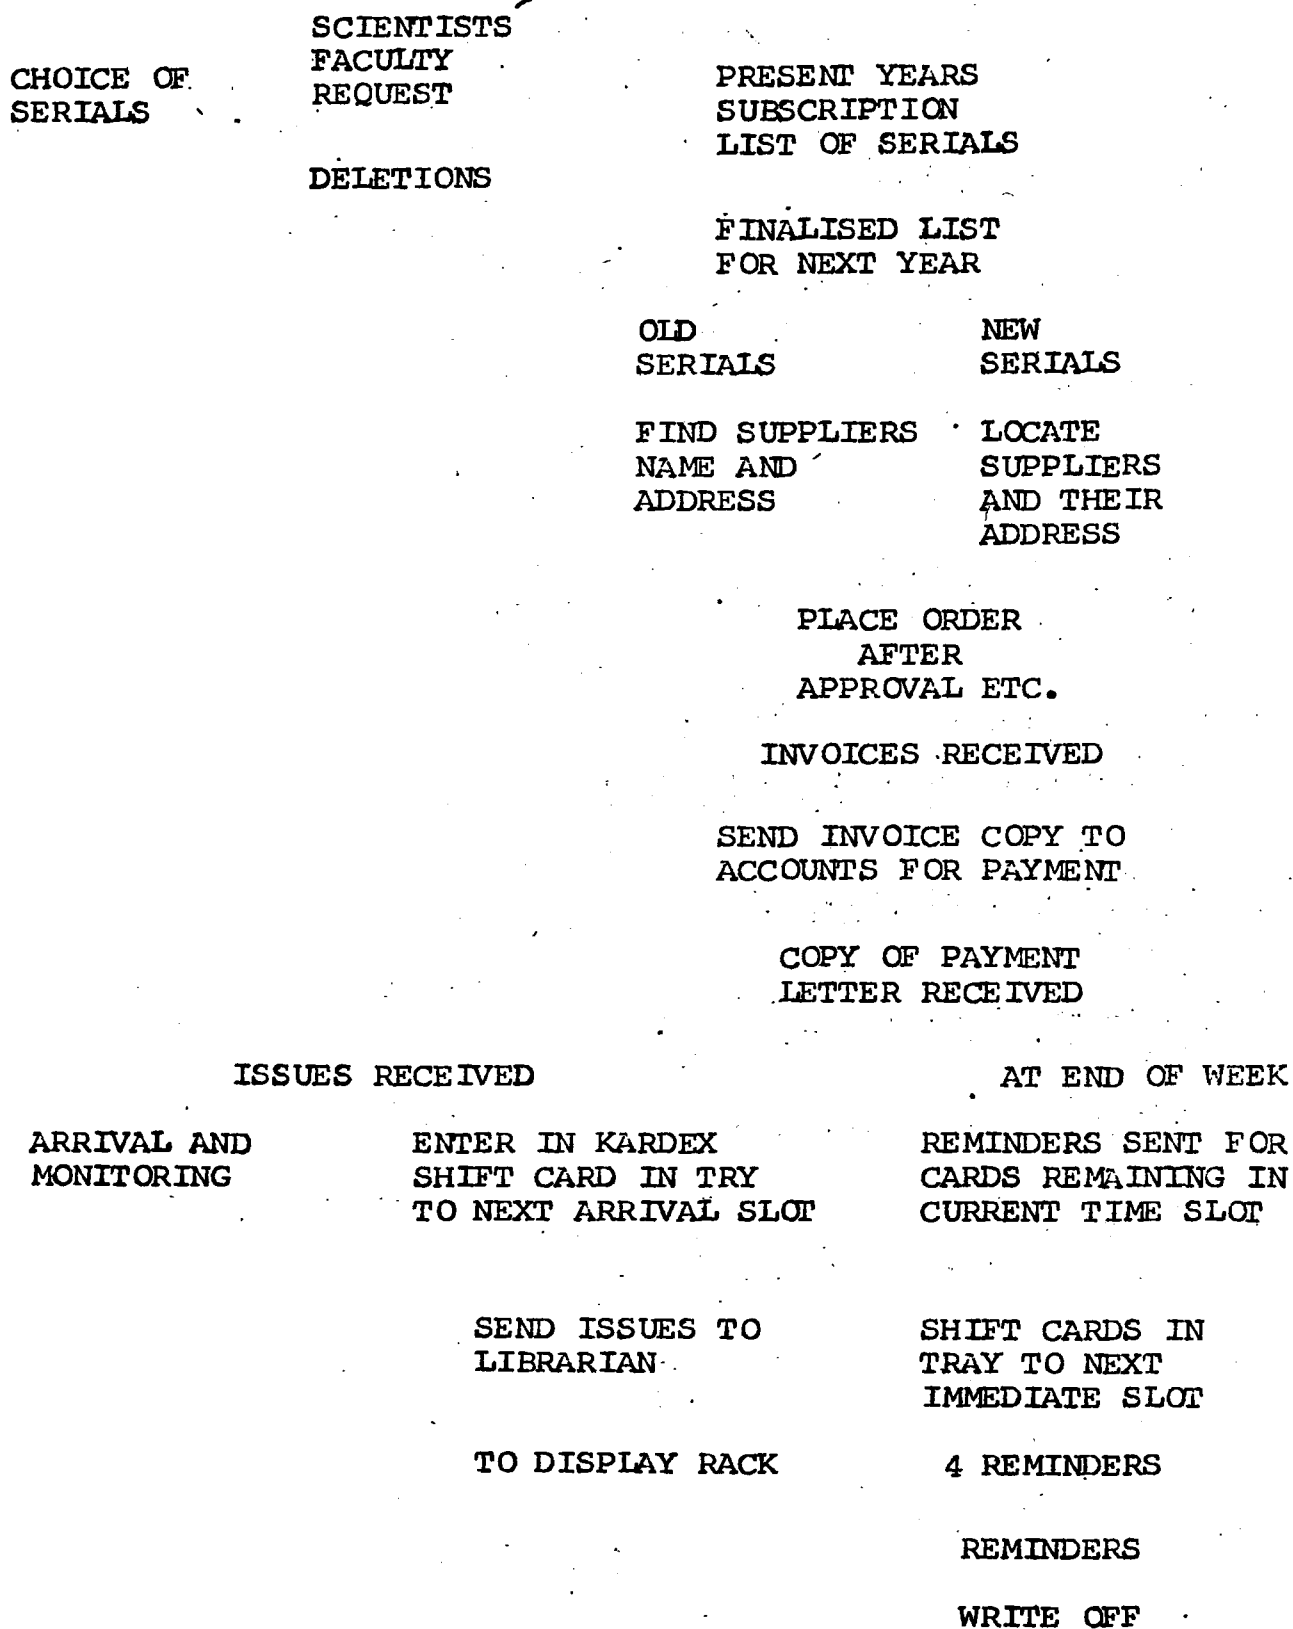 CHOICE OF
SERIALS
SCIENTISTS
FACULTY
REQUEST
DELETIONS
PRESENT YEARS
SUBSCRIPTION
LIST OF SERIALS
FINALISED LIST
FOR NEXT YEAR
OLD
SERIALS
NEW
SERIALS
FIND SUPPLIERS
NAME AND
ADDRESS
LOCATE
SUPPLIERS
AND THEIR
ADDRESS
PLACE ORDER
AFTER
APPROVAL ETC.
INVOICES RECEIVED
SEND INVOICE COPY TO
ACCOUNTS FOR PAYMENT
COPY OF PAYMENT
LETTER RECEIVED
ISSUES RECEIVED
AT END OF WEEK
ARRIVAL AND
MONITORING
ENTER IN KARDEX
SHIFT CARD IN TRY
TO NEXT ARRIVAL SLOT
REMINDERS SENT FOR
CARDS REMAINING IN
CURRENT TIME SLOT
SEND ISSUES TO
LIBRARIAN
SHIFT CARDS IN
TRAY TO NEXT
IMMEDIATE SLOT
TO DISPLAY RACK
4 REMINDERS
REMINDERS
WRITE OFF